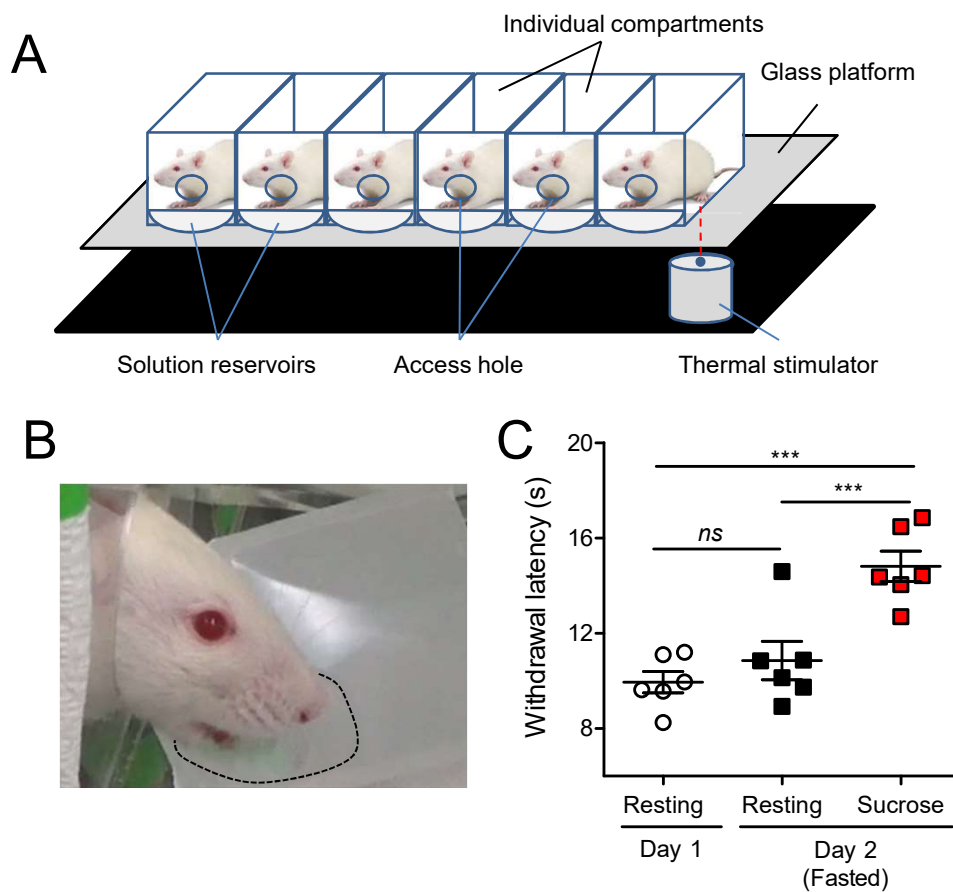 A
Individual compartments
Glass platform
Solution reservoirs
Access hole
Thermal stimulator
B
C
Withdrawal latency (s)
20
16
12
8
***
***
ns
Resting
Resting
Sucrose
Day 1
Day 2
(Fasted)